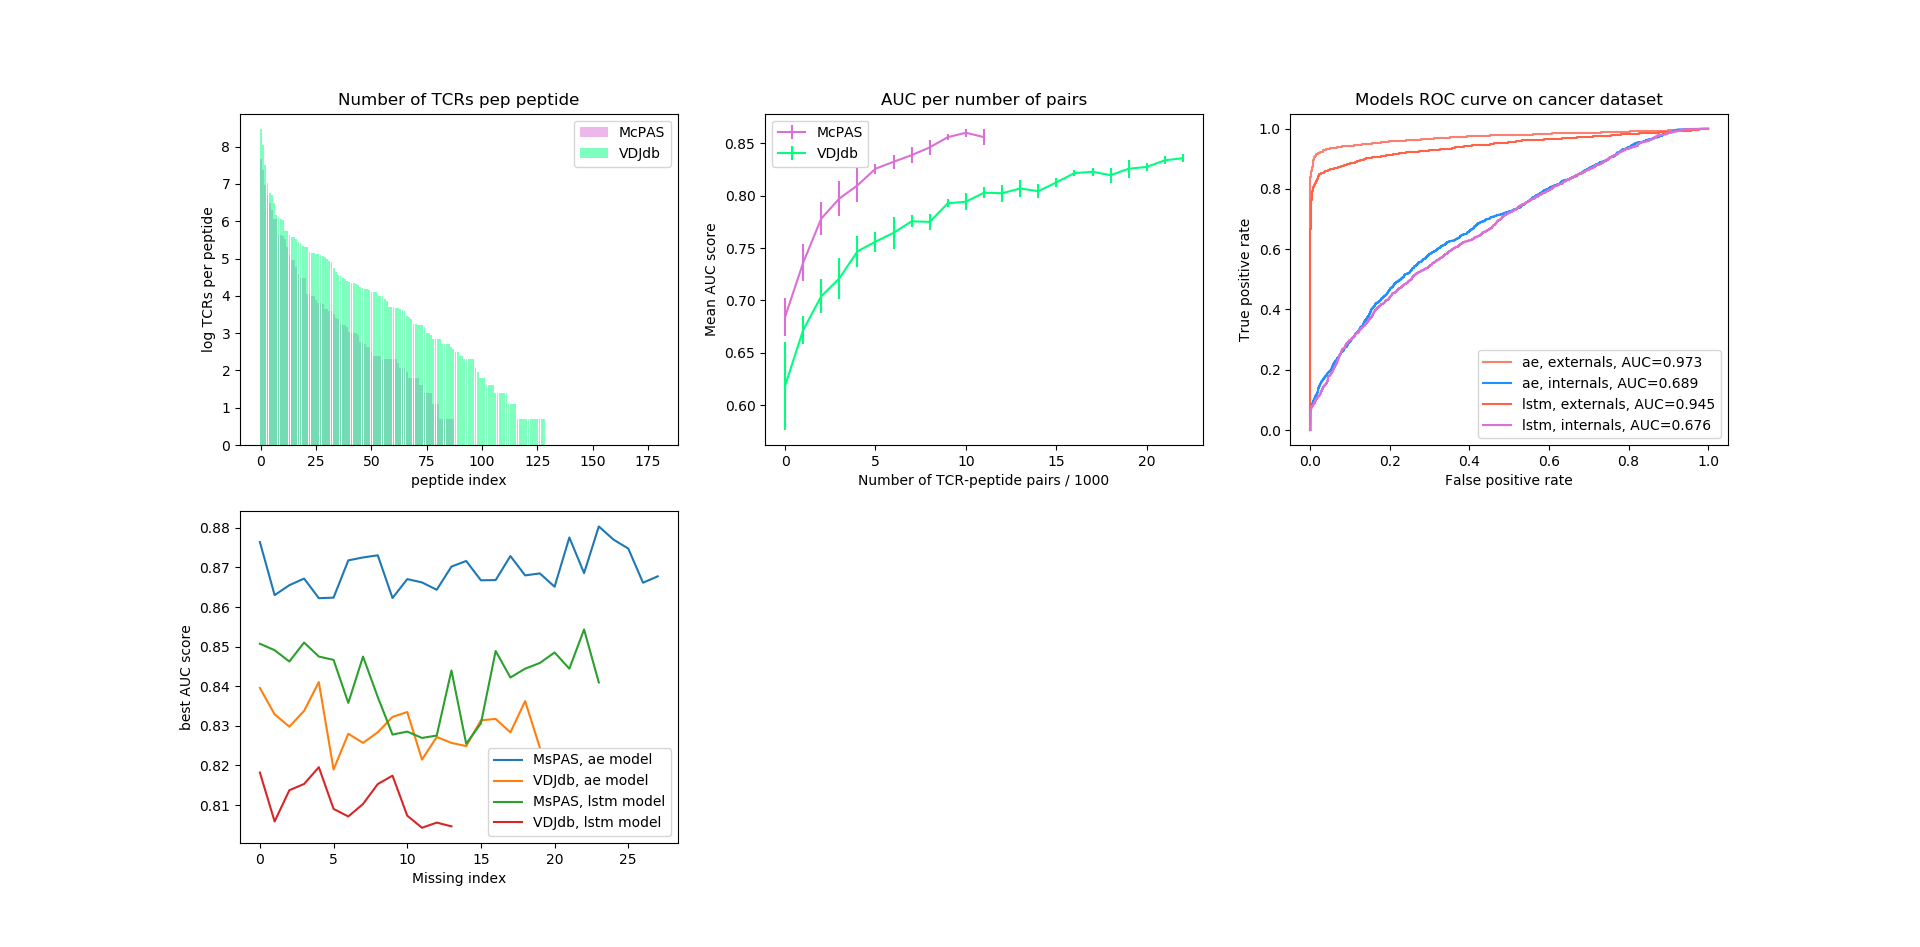 Number of TCRs pep peptide
McPAS
VDJdb
8
7
6
5
4
3
2
1
0
log TCRs per peptide
0 25 50 75 100 125 150 175
peptide index
AUC per number of pairs
McPAS
VDJdb
0.85
0.80
0.75
0.70
0.65
0.60
Mean AUC score
0 5 10 15 20
Number of TCR-peptide pairs / 1000
Models ROC curve on cancer dataset
1.0
0.8
0.6
0.4
0.2
0.0
True positive rate
ae, externals, AUC=0.973
ae, internals, AUC=0.689
lstm, externals, AUC=0.945
lstm, internals, AUC=0.676
0.0 0.2 0.4 0.6 0.8 1.0
False positive rate
0.88
0.87
0.86
0.85
0.84
0.83
0.82
0.81
best AUC score
MsPAS, ae model
VDJdb, ae model
MsPAS, lstm model
VDJdb, lstm model
0 5 10 15 20 25
Missing index